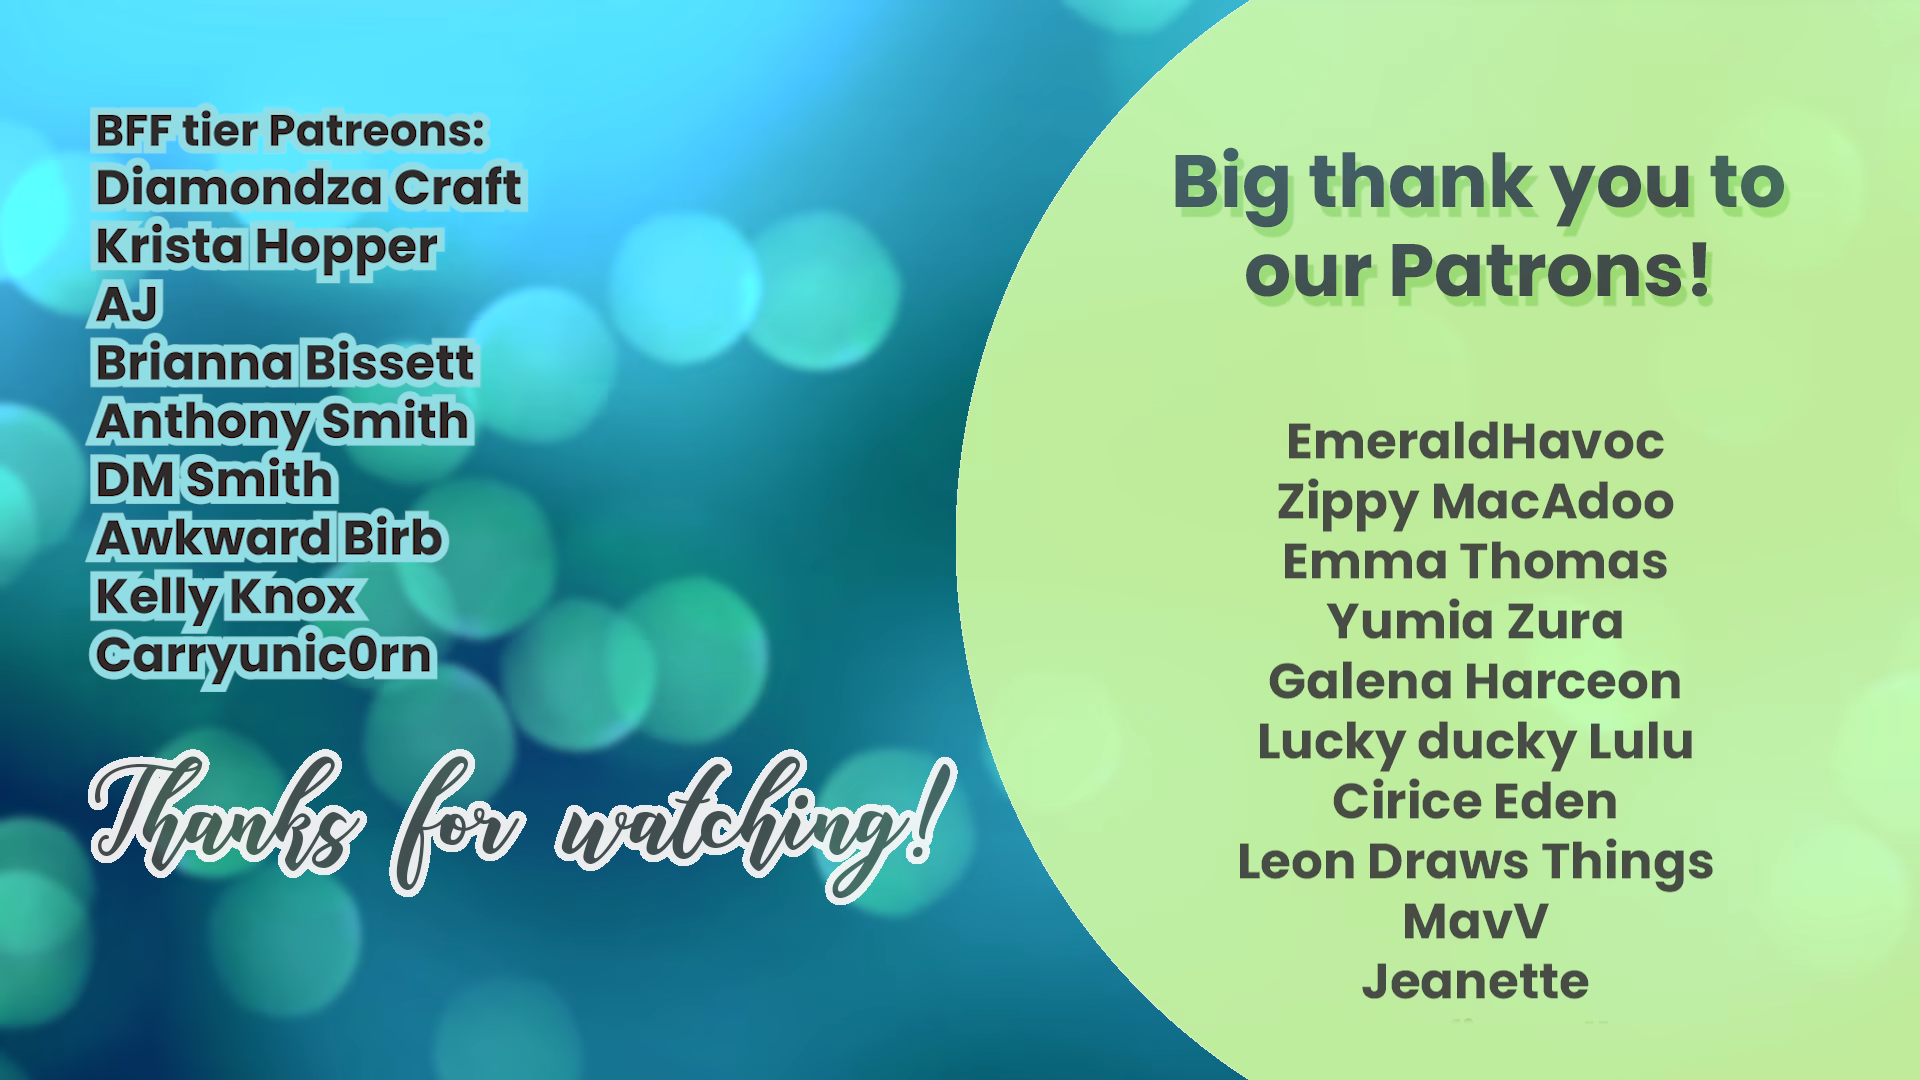 BFF tier Patreons:
Diamondza Craft
Krista Hopper
AJ
Brianna Bissett
Anthony Smith
DM Smith
Awkward Birb
Kelly Knox
Carryunic0rn
Thanks for watching!
Big thank you to
our Patrons!
EmeraldHavoc
Zippy MacAdoo
Emma Thomas
Yumia Zura
Galena Harceon
Lucky ducky Lulu
Cirice Eden
Leon Draws Things
MavV
Jeanette